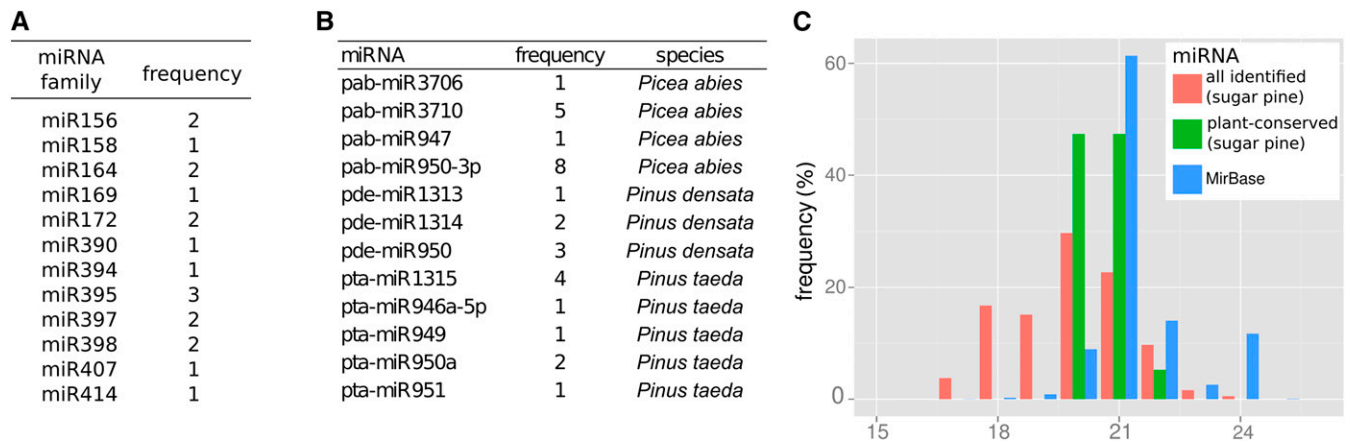 A
miRNA
family frequency
miR156 2
miR158 1
miR164 2
miR169 1
miR172 2
miR390 1
miR394 1
miR395 3
miR397 2
miR398 2
miR407 1
miR414 1
B
miRNA frequency species
pab-miR3706 1 Picea abies
pab-miR3710 5 Picea abies
pab-miR947 1 Picea abies
pab-miR950-3p 8 Picea abies
pde-miR1313 1 Pinus densata
pde-miR1314 2 Pinus densata
pde-miR950 3 Pinus densata
pta-miR1315 4 Pinus taeda
pta-miR946a-5p 1 Pinus taeda
pta-miR949 1 Pinus taeda
pta-miR950a 2 Pinus taeda
pta-miR951 1 Pinus taeda
C
frequency (%)
60
40
20
0
15 18 21 24
miRNA
all identified
(sugar pine)
plant-conserved
(sugar pine)
MirBase